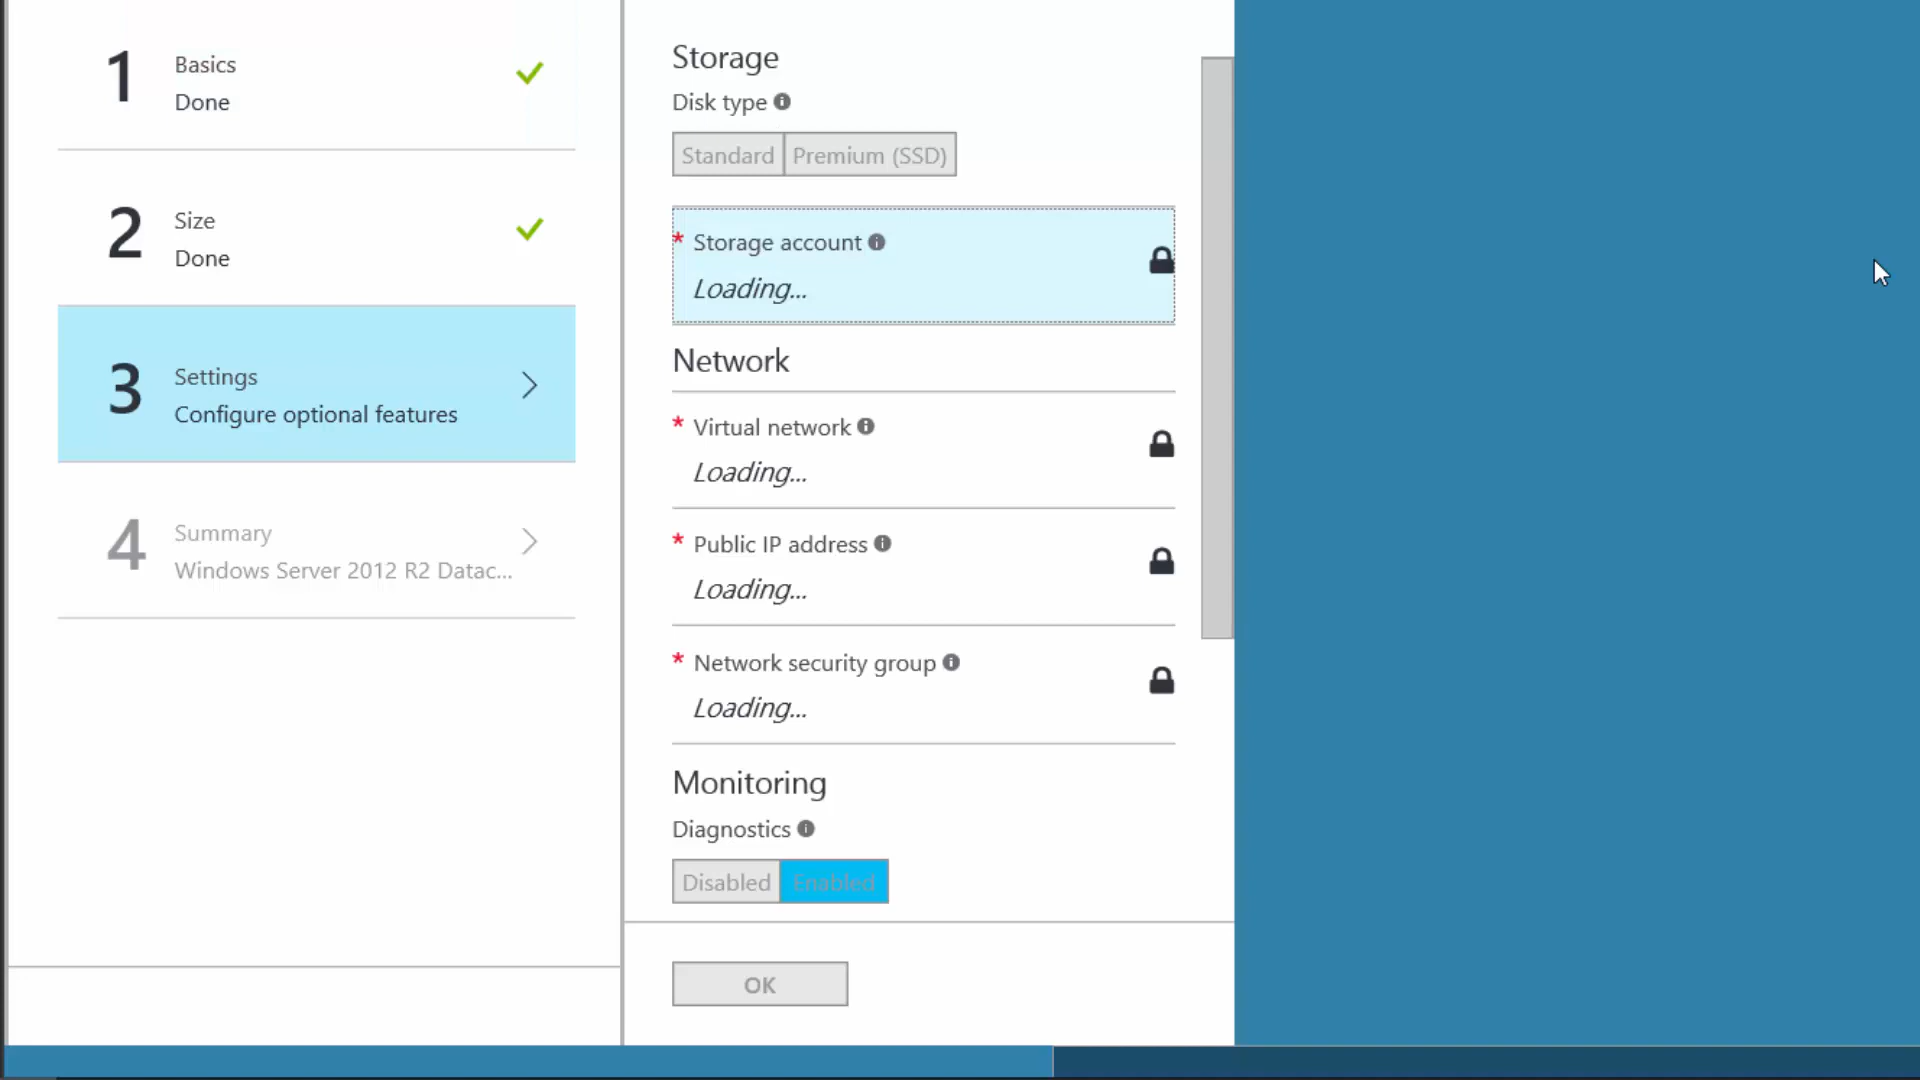 1
Basics
Done
2
Size
Done
3
Settings
Configure optional features
4
Summary
Windows Server 2012 R2 Datac...
Storage
Disk type
Standard Premium (SSD)
* Storage account
Loading...
Network
* Virtual network
Loading...
* Public IP address
Loading...
* Network security group
Loading...
Monitoring
Diagnostics
Disabled Enabled
OK